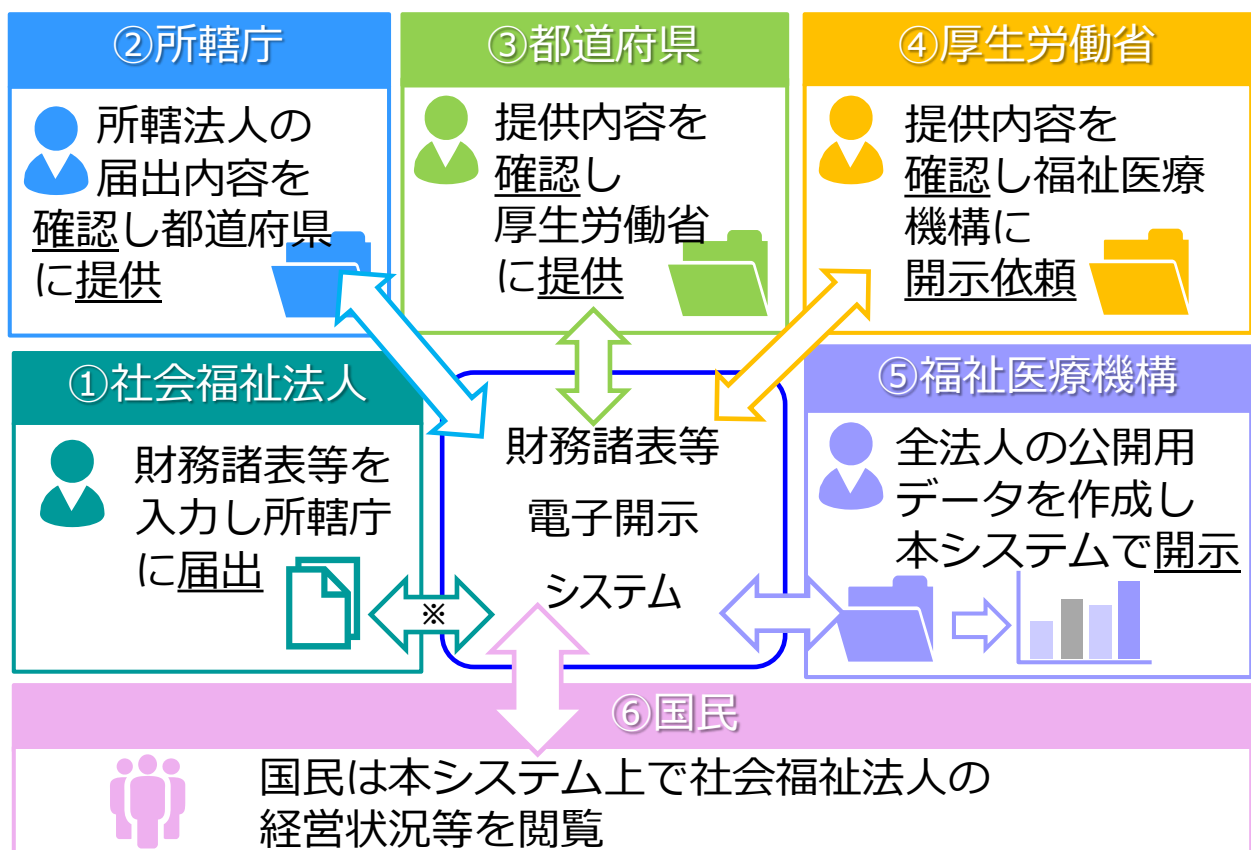 ②所轄庁
所轄法人の
届出内容を
確認し都道府県
に提供
③都道府県
提供内容を
確認し
厚生労働省
に提供
④厚生労働省
提供内容を
確認し福祉医療
機構に
開示依頼
①社会福祉法人
財務諸表等を
入力し所轄庁
に届出
※
財務諸表等
電子開示
システム
⑤福祉医療機構
全法人の公開用
データを作成し
本システムで開示
⑥国民
国民は本システム上で社会福祉法人の
経営状況等を閲覧